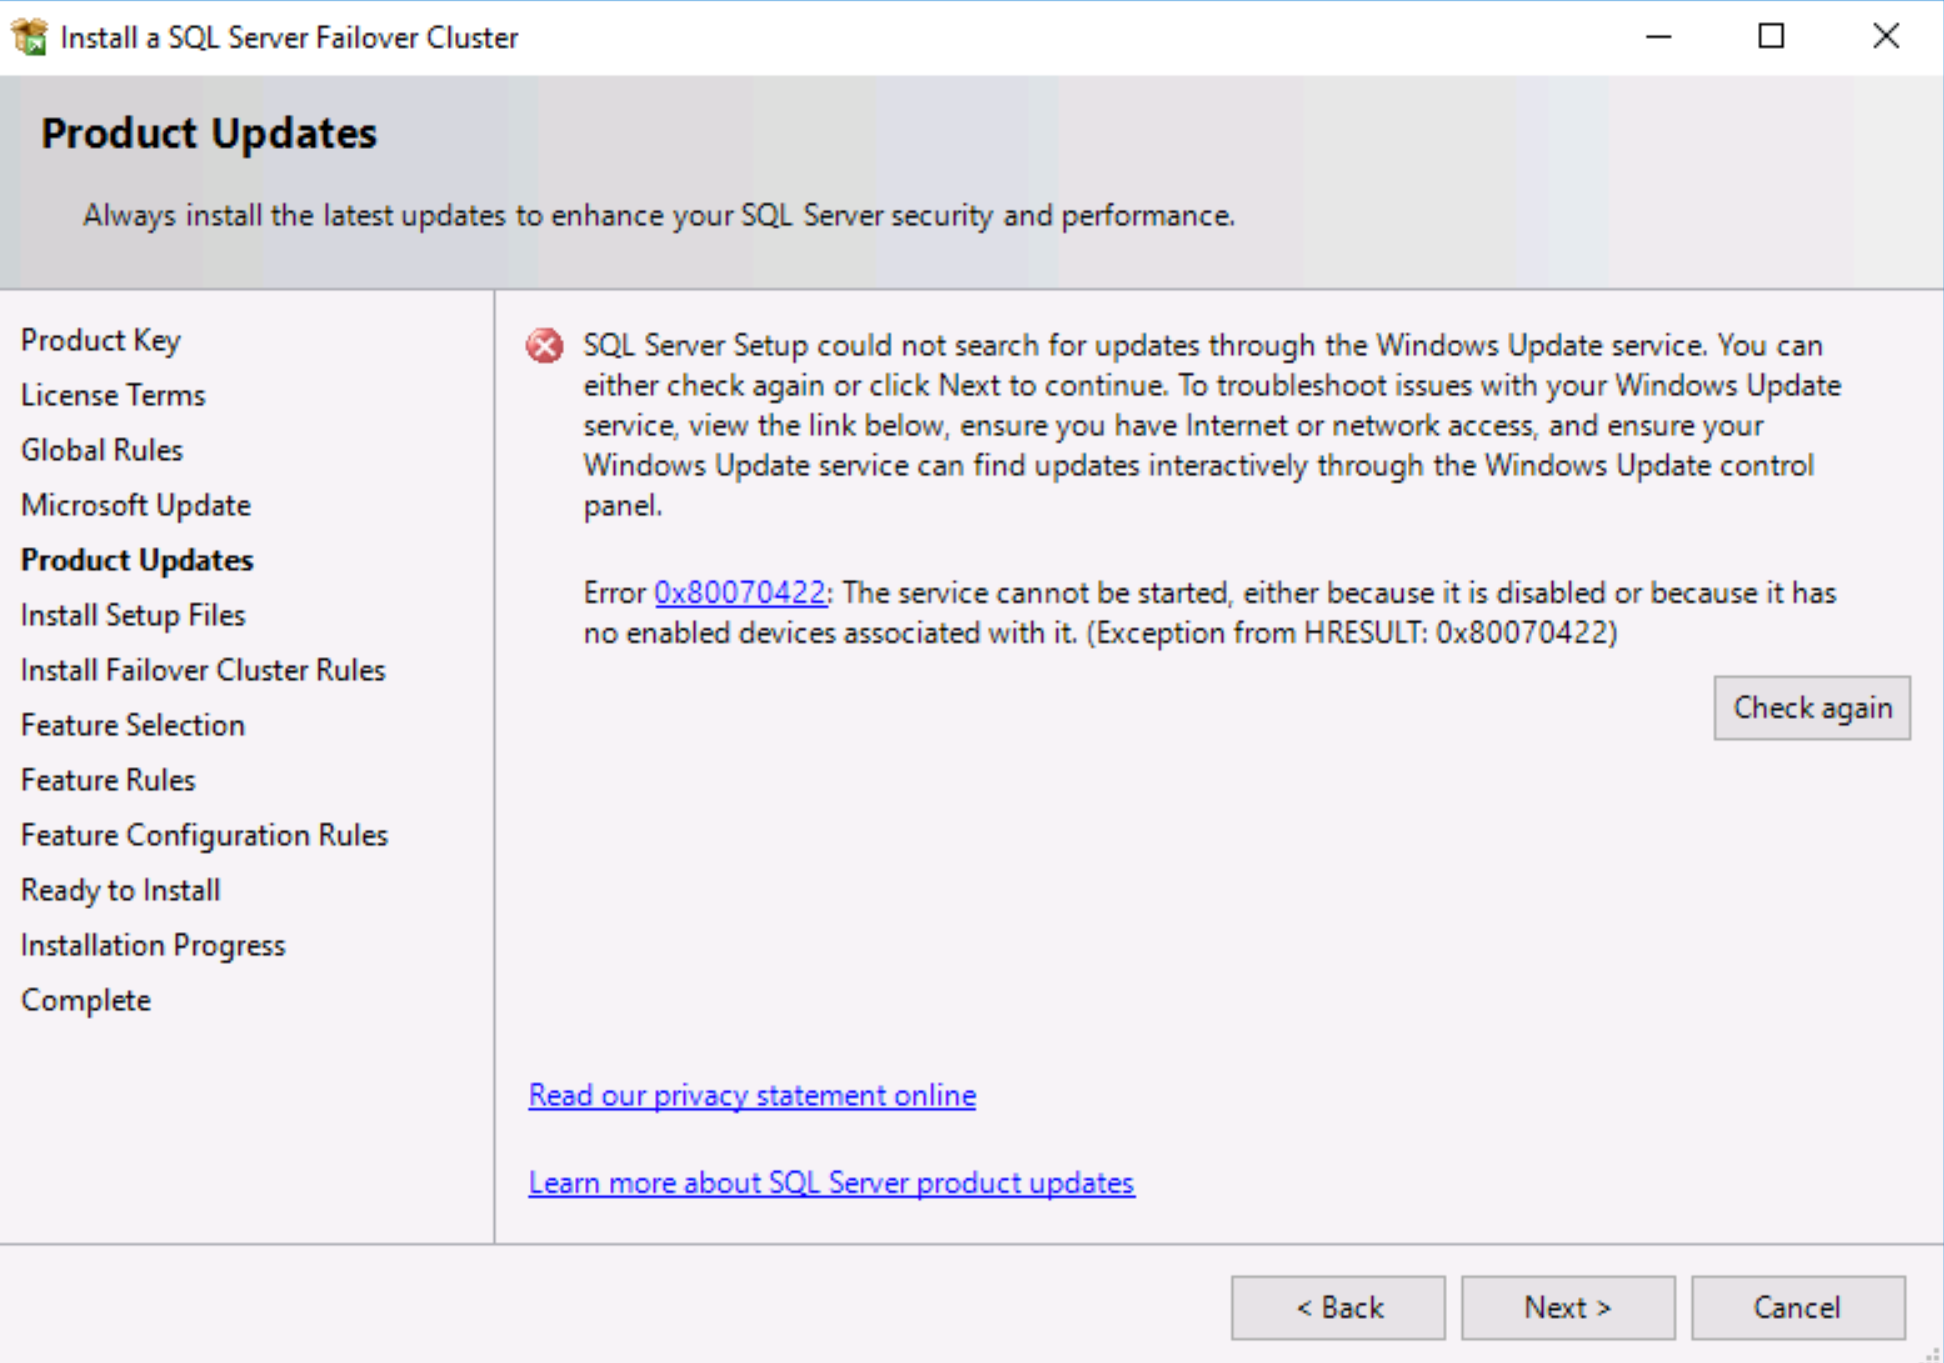 Install a SQL Server Failover Cluster
Product Updates
Always install the latest updates to enhance your SQL Server security and performance.
Product Key
License Terms
Global Rules
Microsoft Update
Product Updates
Install Setup Files
Install Failover Cluster Rules
Feature Selection
Feature Rules
Feature Configuration Rules
Ready to Install
Installation Progress
Complete
SQL Server Setup could not search for updates through the Windows Update service. You can
either check again or click Next to continue. To troubleshoot issues with your Windows Update
service, view the link below, ensure you have Internet or network access, and ensure your
Windows Update service can find updates interactively through the Windows Update control
panel.
Error 0x80070422: The service cannot be started, either because it is disabled or because it has
no enabled devices associated with it. (Exception from HRESULT: 0x80070422)
Check again
Read our privacy statement online
Learn more about SQL Server product updates
< Back
Next >
Cancel